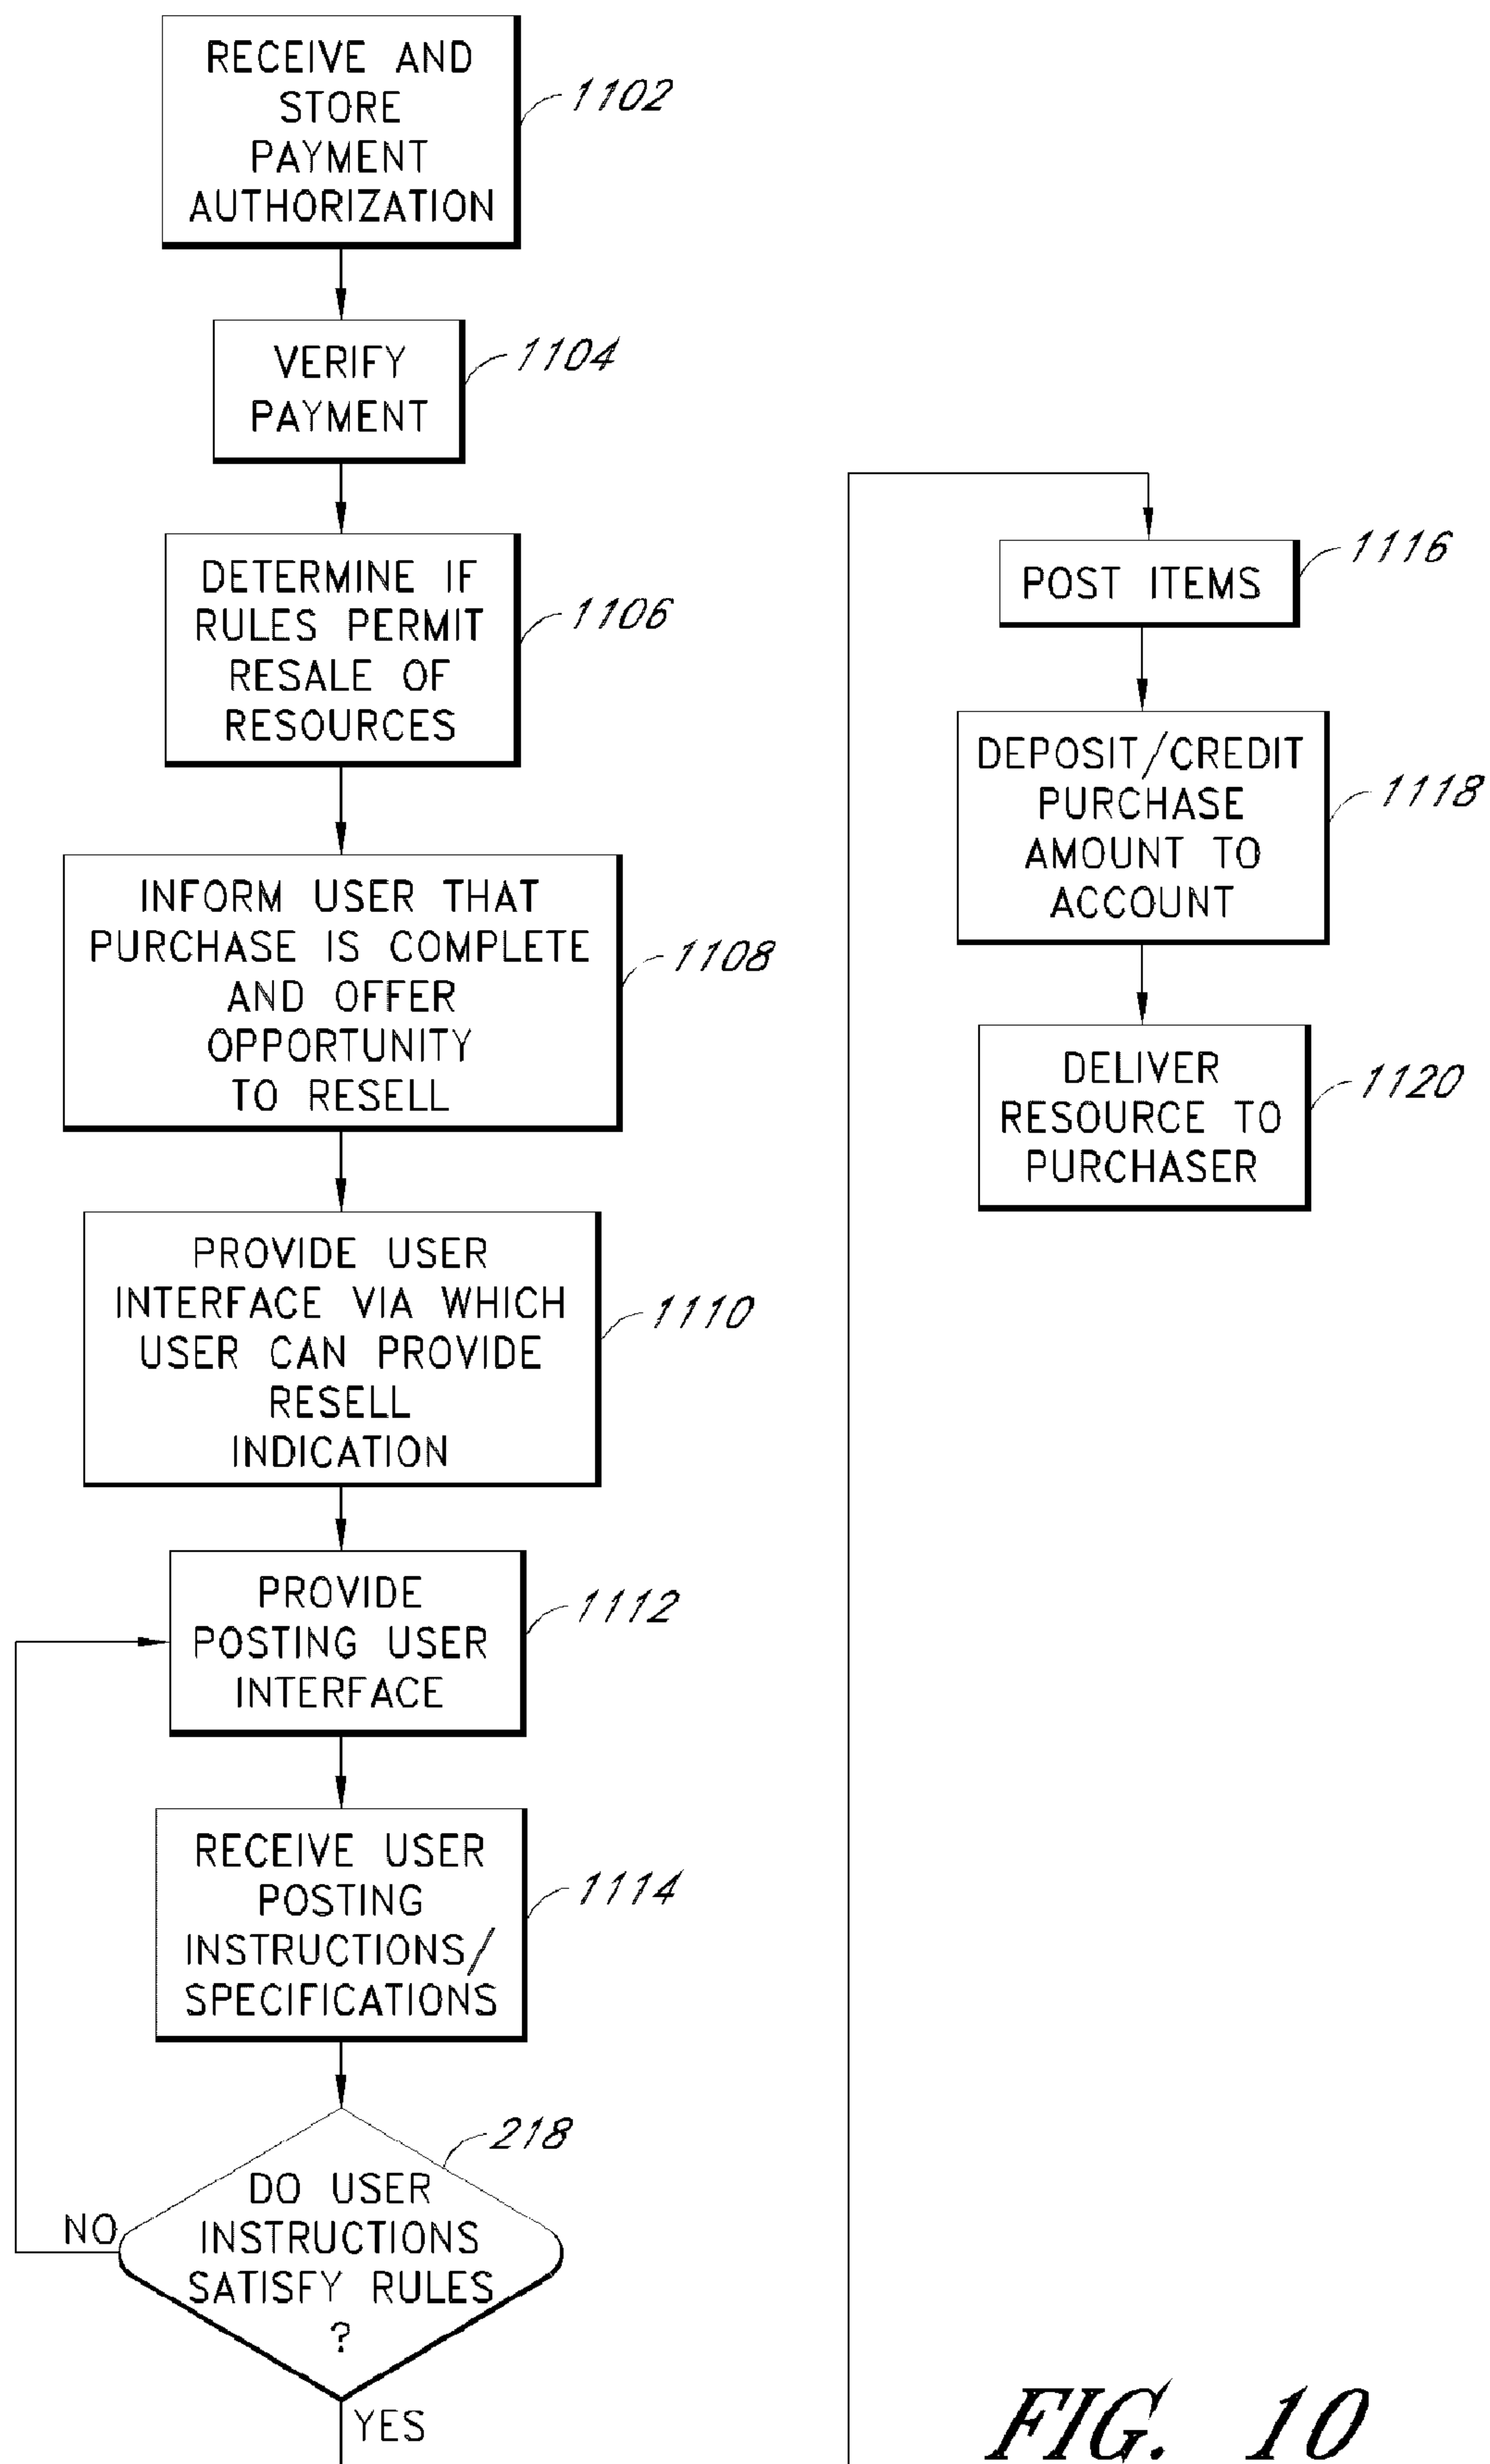 RECEIVE AND
STORE
PAYMENT
AUTHORIZATION
1102
VERIFY
PAYMENT
1104
DETERMINE IF
RULES PERMIT
RESALE OF
RESOURCES
1106
INFORM USER THAT
PURCHASE IS COMPLETE
AND OFFER
OPPORTUNITY
TO RESELL
1108
PROVIDE USER
INTERFACE VIA WHICH
USER CAN PROVIDE
RESELL
INDICATION
1110
PROVIDE
POSTING USER
INTERFACE
1112
RECEIVE USER
POSTING
INSTRUCTIONS/
SPECIFICATIONS
1114
DO USER
INSTRUCTIONS
SATISFY RULES
?
218
NO
YES
POST ITEMS
1116
DEPOSIT/CREDIT
PURCHASE
AMOUNT TO
ACCOUNT
1118
DELIVER
RESOURCE TO
PURCHASER
1120
FIG. 10